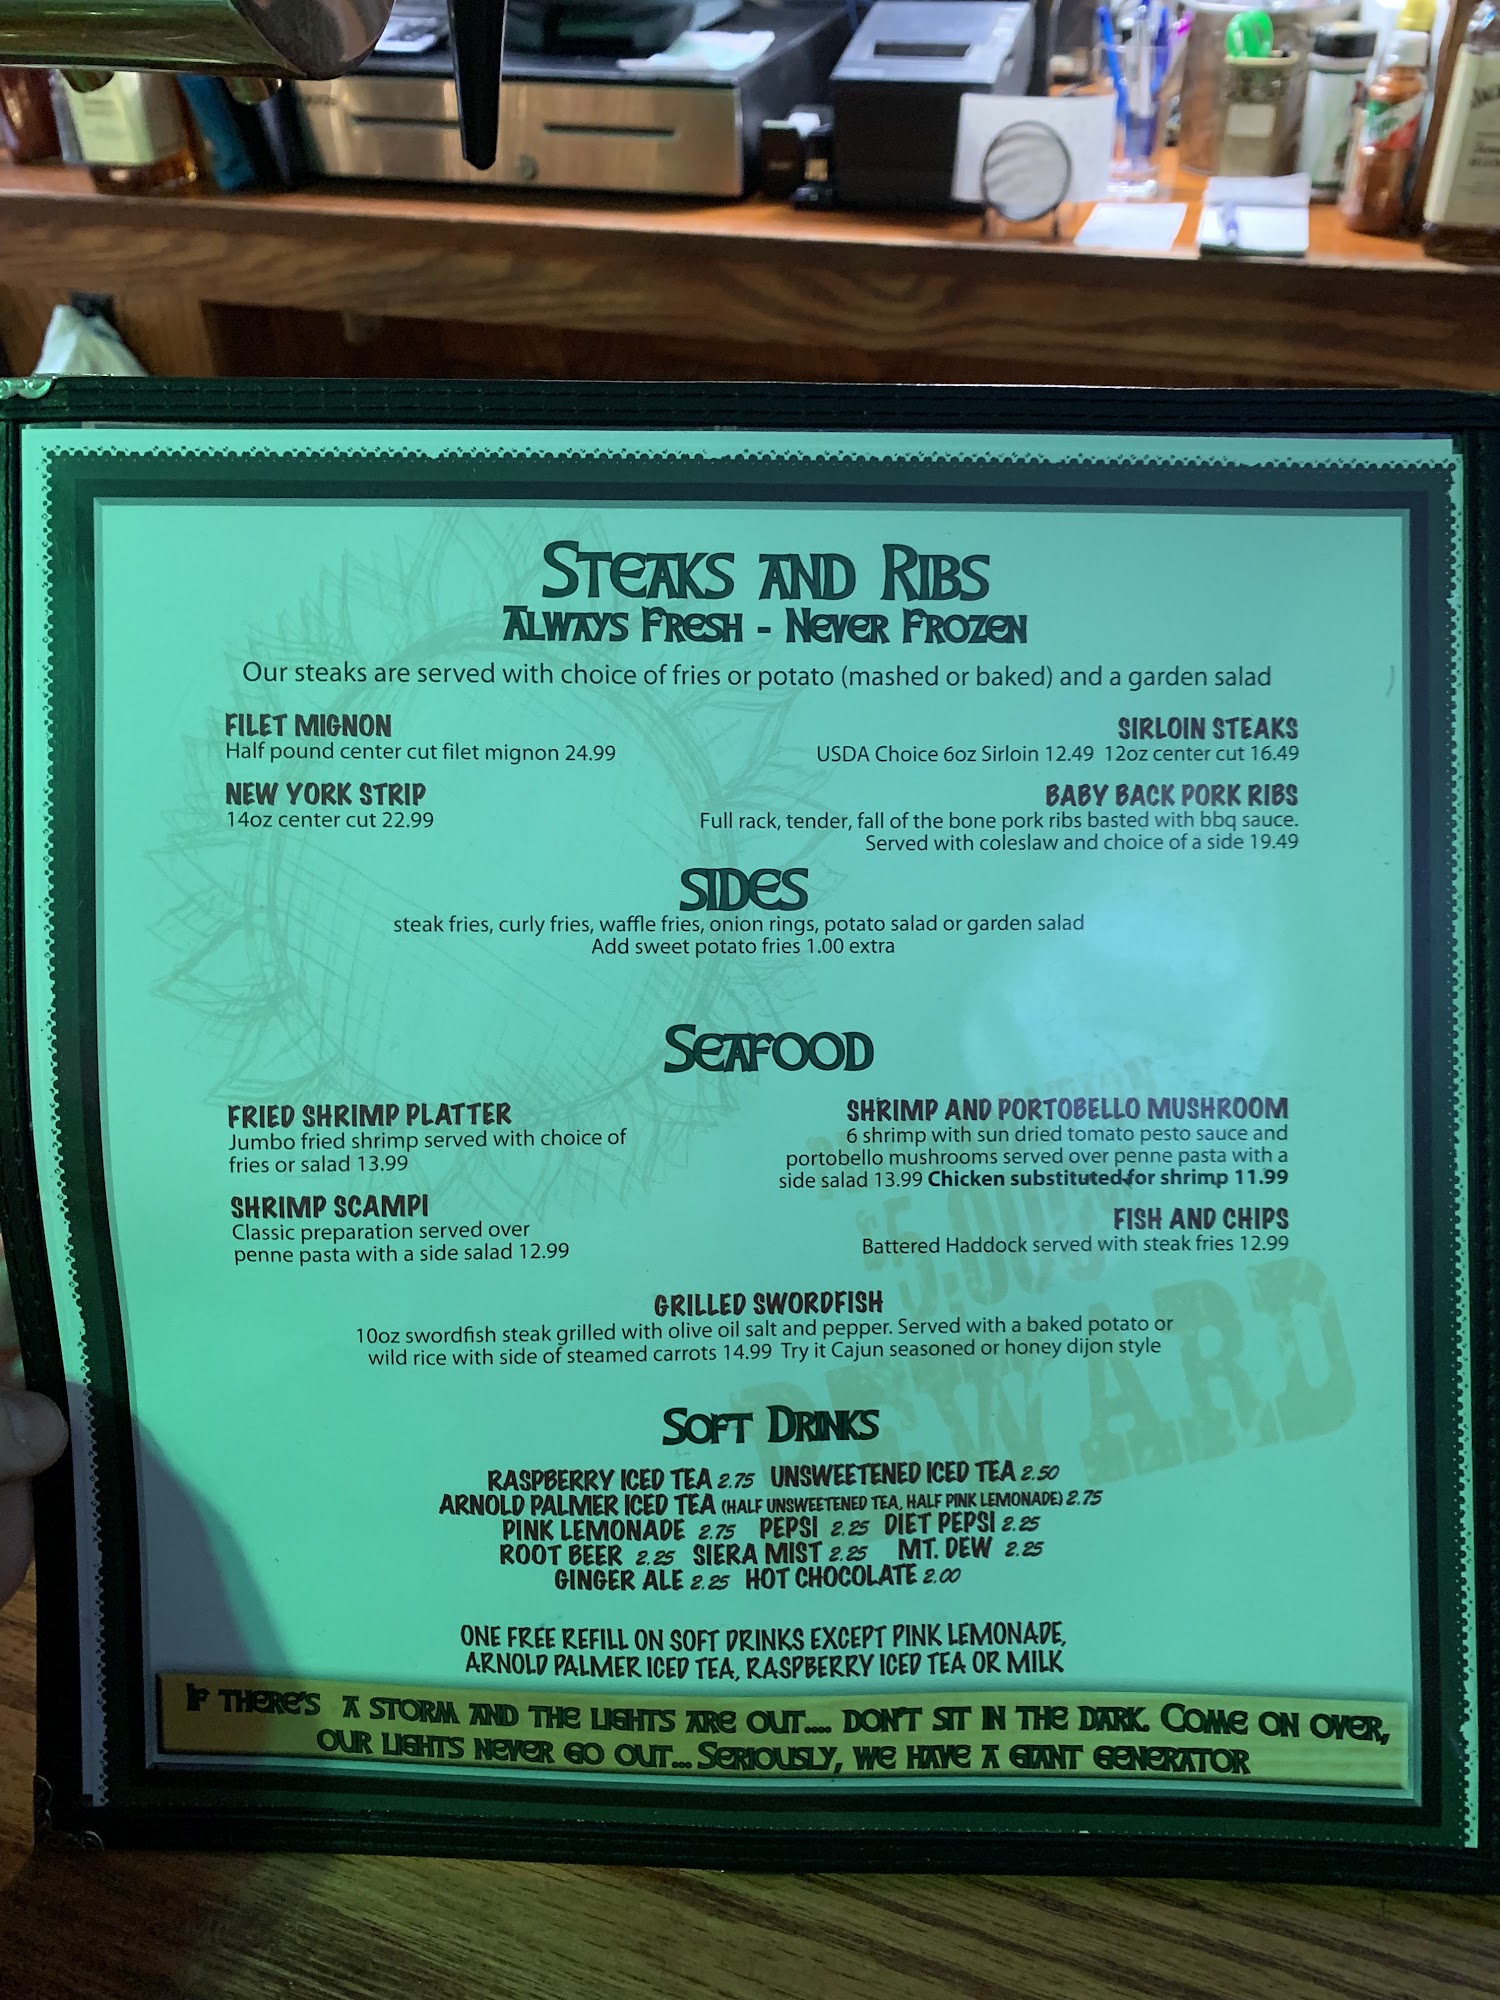 STEAKS AND RIBS
ALWAYS FRESH - NEVER FROZEN
Our steaks are served with choice of fries or potato (mashed or baked) and a garden salad
FILET MIGNON
Half pound center cut filet mignon 24.99
NEW YORK STRIP
14oz center cut 22.99
SIRLOIN STEAKS
USDA Choice 6oz Sirloin 12.49 12oz center cut 16.49
BABY BACK PORK RIBS
Full rack, tender, fall of the bone pork ribs basted with bbq sauce.
Served with coleslaw and choice of a side 19.49
SIDES
steak fries, curly fries, waffle fries, onion rings, potato salad or garden salad
Add sweet potato fries 1.00 extra
SEAFOOD
FRIED SHRIMP PLATTER
Jumbo fried shrimp served with choice of
fries or salad 13.99
SHRIMP SCAMPI
Classic preparation served over
penne pasta with a side salad 12.99
SHRIMP AND PORTOBELLO MUSHROOM
6 shrimp with sun dried tomato pesto sauce and
portobello mushrooms served over penne pasta with a
side salad 13.99 Chicken substituted for shrimp 11.99
FISH AND CHIPS
Battered Haddock served with steak fries 12.99
GRILLED SWORDFISH
10oz swordfish steak grilled with olive oil salt and pepper. Served with a baked potato or
wild rice with side of steamed carrots 14.99 Try it Cajun seasoned or honey dijon style
REWARD
SOFT DRINKS
RASPBERRY ICED TEA 2.75 UNSWEETENED ICED TEA 2.50
ARNOLD PALMER ICED TEA (HALF UNSWEETENED TEA, HALF PINK LEMONADE) 2.75
PINK LEMONADE 2.75 PEPSI 2.25 DIET PEPSI 2.25
ROOT BEER 2.25 SIERA MIST 2.25 MT. DEW 2.25
GINGER ALE 2.25 HOT CHOCOLATE 2.00
ONE FREE REFILL ON SOFT DRINKS EXCEPT PINK LEMONADE,
ARNOLD PALMER ICED TEA, RASPBERRY ICED TEA OR MILK
IF THERE'S A STORM AND THE LIGHTS ARE OUT.... DON'T SIT IN THE DARK. COME ON OVER,
OUR LIGHTS NEVER GO OUT... SERIOUSLY, WE HAVE A GIANT GENERATOR